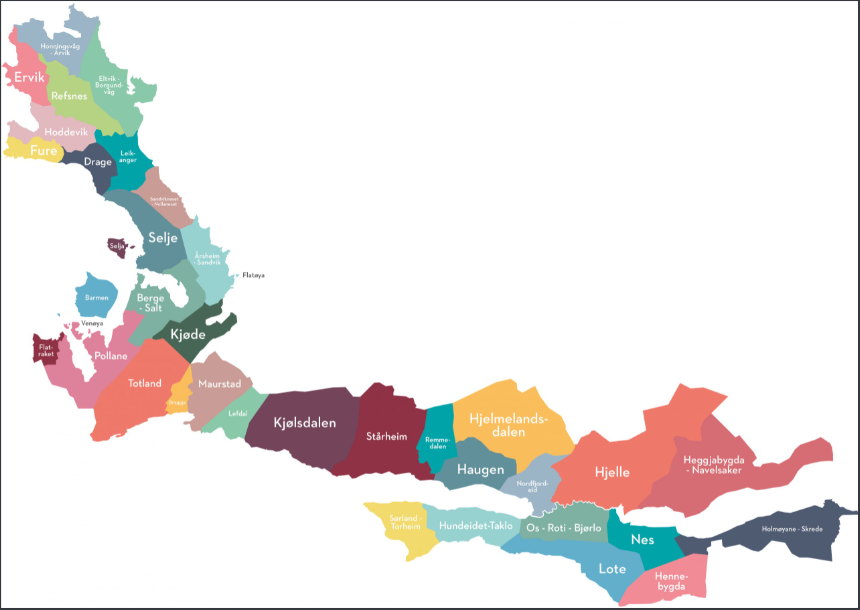 Honningsvåg
- Årvik
Ervik
Eltvik -
Borgund-
våg
Refsnes
Hoddevik
Fure
Drage
Leik-
anger
Selje
Selja
Årsheim
- Sandvik
Flatøya
Barmen
Berge
- Salt
Venøya
Kjøde
Flat-
raket
Pollane
Totland
Maurstad
Lefdal
Kjølsdalen
Stårheim
Remme-
dalen
Hjelmelands-
dalen
Haugen
Nordfjord-
eid
Hjelle
Heggjabygda
- Navelsaker
Sørland -
Torheim
Hundeidet-Taklo
Os - Roti - Bjørlo
Nes
Holmøyane - Skrede
Lote
Henne-
bygda